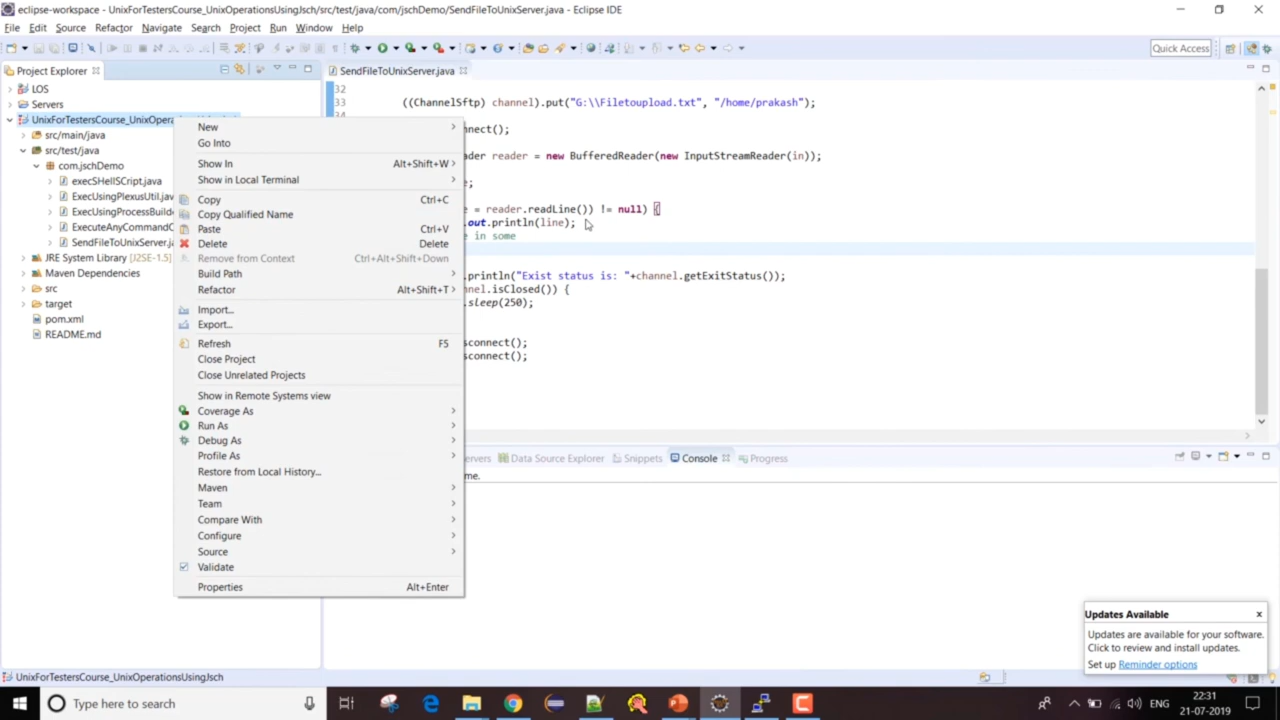 eclipse-workspace - UnixForTestersCourse_UnixOperationsUsingJsch/src/test/java/com/jschDemo/SendFileToUnixServer.java - Eclipse IDE
File Edit Source Refactor Navigate Search Project Run Window Help
Quick Access
Project Explorer
SendFileToUnixServer.java
LOS
Servers
UnixForTestersCourse_UnixOpera
src/main/java
src/test/java
com.jschDemo
execSHellSCript.java
ExecUsingPlexusUtil.jav
ExecUsingProcessBuild
ExecuteAnyCommandO
SendFileToUnixServer.ja
JRE System Library [J2SE-1.5]
Maven Dependencies
src
target
pom.xml
README.md
New
Go Into
Show In Alt+Shift+W
Show in Local Terminal
Copy Ctrl+C
Copy Qualified Name
Paste Ctrl+V
Delete Delete
Remove from Context Ctrl+Alt+Shift+Down
Build Path
Refactor Alt+Shift+T
Import...
Export...
Refresh F5
Close Project
Close Unrelated Projects
Show in Remote Systems view
Coverage As
Run As
Debug As
Profile As
Restore from Local History...
Maven
Team
Compare With
Configure
Source
Validate
Properties Alt+Enter
32
33 ((ChannelSftp) channel).put("G:\\Filetoupload.txt", "/home/prakash");
34
nnect();
ader reader = new BufferedReader(new InputStreamReader(in));
e;
= reader.readLine()) != null) {
.out.println(line);
e in some
.println("Exist status is: "+channel.getExitStatus());
nnel.isClosed()) {
.sleep(250);
sconnect();
sconnect();
ervers Data Source Explorer Snippets Console Progress
me.
Updates Available x
Updates are available for your software.
Click to review and install updates.
Set up Reminder options
UnixForTestersCourse_UnixOperationsUsingJsch
Type here to search
ENG
22:31
21-07-2019